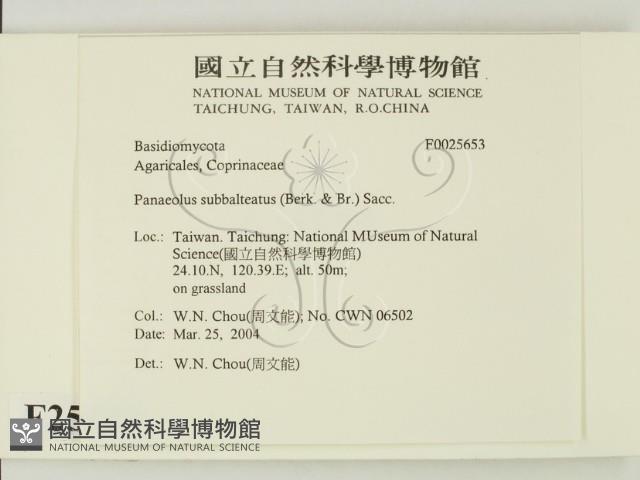 國立自然科學博物館
NATIONAL MUSEUM OF NATURAL SCIENCE
TAICHUNG, TAIWAN, R.O.CHINA
Basidiomycota F0025653
Agaricales, Coprinaceae
Panaeolus subbalteatus (Berk. & Br.) Sacc.
Loc.: Taiwan. Taichung: National MUseum of Natural
Science(國立自然科學博物館)
24.10.N, 120.39.E; alt. 50m;
on grassland
Col.: W.N. Chou(周文能); No. CWN 06502
Date: Mar. 25, 2004
Det.: W.N. Chou(周文能)
F25
國立自然科學博物館
NATIONAL MUSEUM OF NATURAL SCIENCE